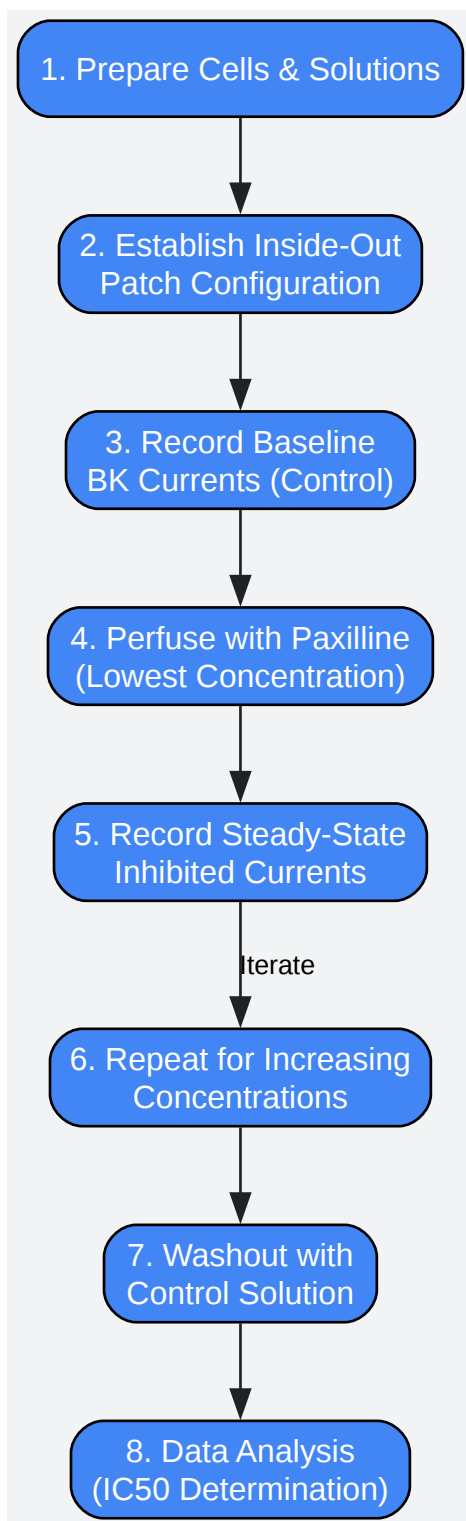 1. Prepare Cells & Solutions
2. Establish Inside-Out
Patch Configuration
3. Record Baseline
BK Currents (Control)
4. Perfuse with Paxilline
(Lowest Concentration)
5. Record Steady-State
Inhibited Currents
Iterate
6. Repeat for Increasing
Concentrations
7. Washout with
Control Solution
8. Data Analysis
(IC50 Determination)